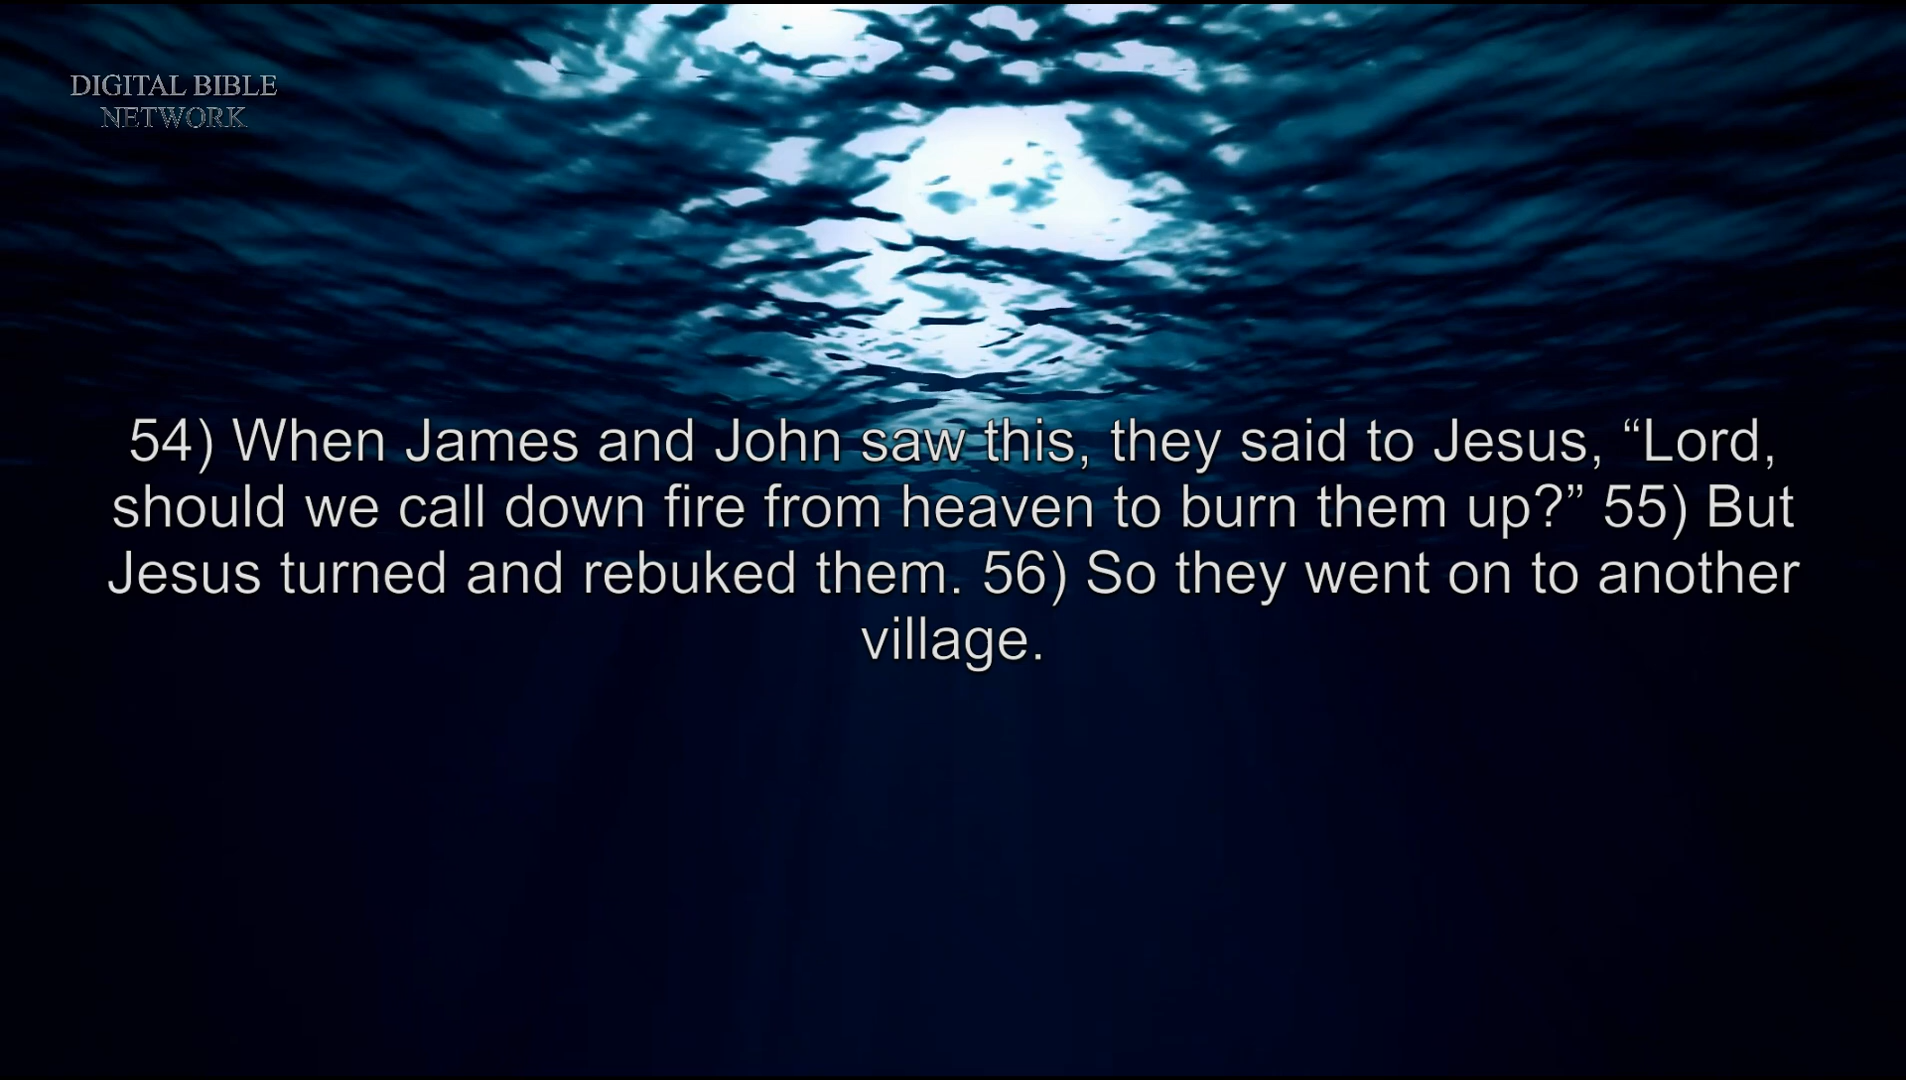 DIGITAL BIBLE
NETWORK
54) When James and John saw this, they said to Jesus, “Lord,
should we call down fire from heaven to burn them up?” 55) But
Jesus turned and rebuked them. 56) So they went on to another
village.